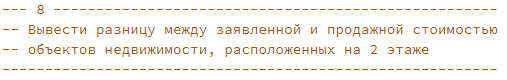 --- 8 -----------------------------------------------------
-- Вывести разницу между заявленной и продажной стоимостью
-- объектов недвижимости, расположенных на 2 этаже
-----------------------------------------------------------